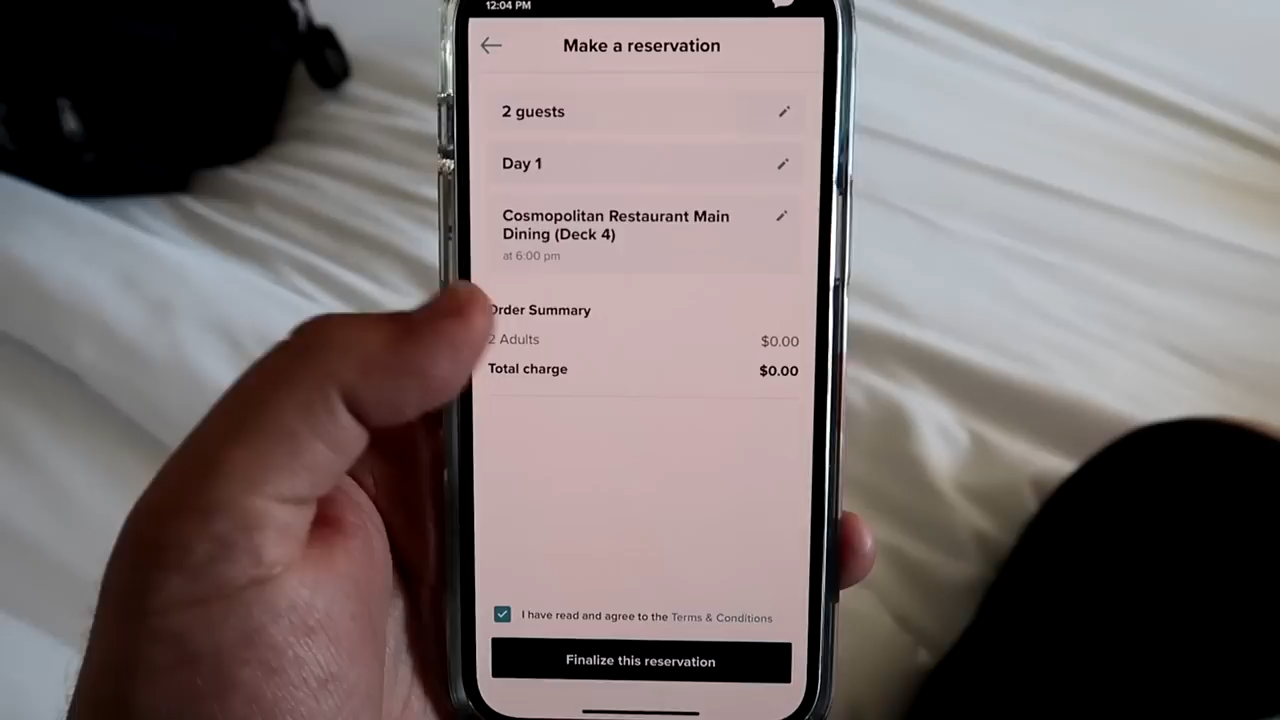 12:04 PM
Make a reservation
2 guests
Day 1
Cosmopolitan Restaurant Main
Dining (Deck 4)
at 6:00 pm
Order Summary
2 Adults $0.00
Total charge $0.00
I have read and agree to the Terms & Conditions
Finalize this reservation